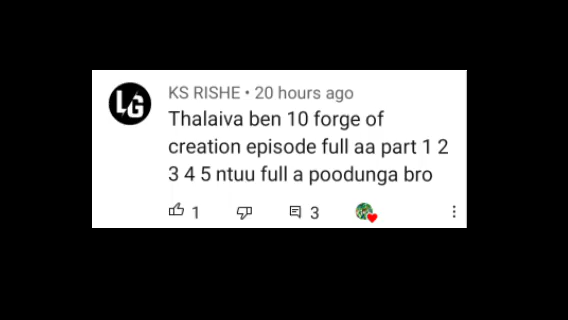 LG
KS RISHE • 20 hours ago
Thalaiva ben 10 forge of
creation episode full aa part 1 2
3 4 5 ntuu full a poodunga bro
1
3